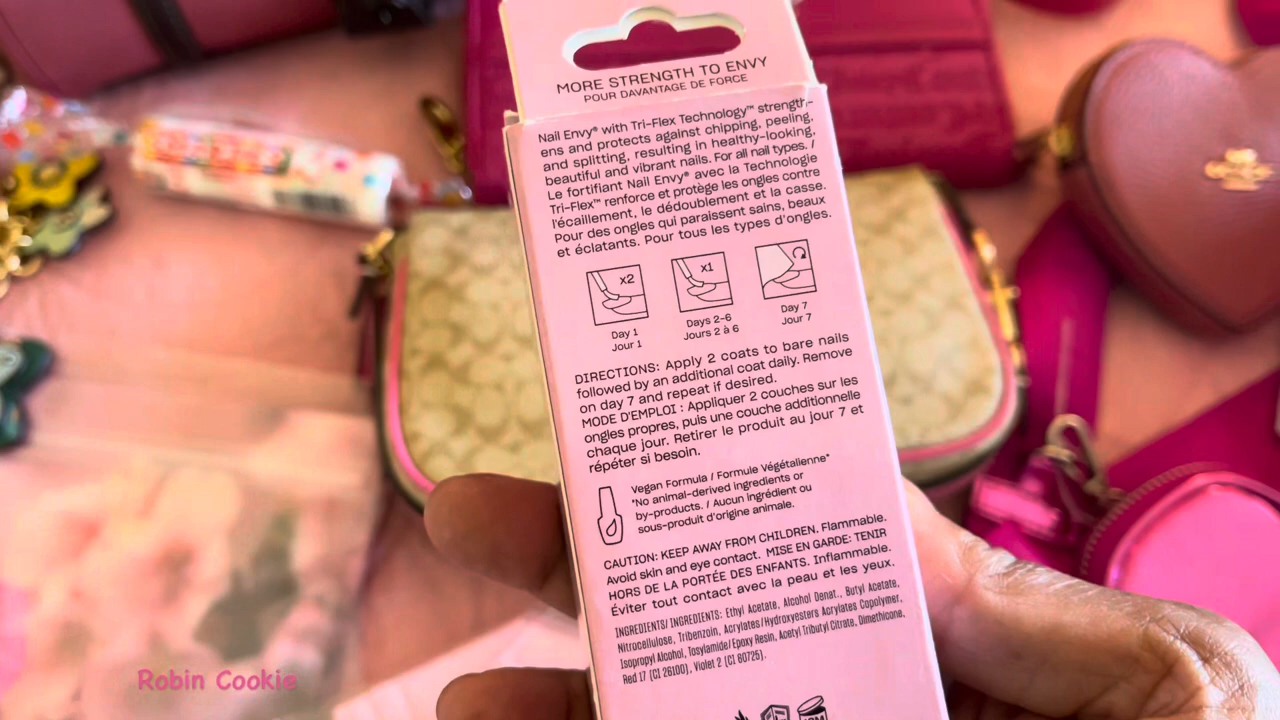 MORE STRENGTH TO ENVY
POUR DAVANTAGE DE FORCE
Nail Envy® with Tri-Flex Technology™ strength-
ens and protects against chipping, peeling,
and splitting, resulting in healthy-looking,
beautiful and vibrant nails. For all nail types. /
Le fortifiant Nail Envy® avec la Technologie
Tri-Flex™ renforce et protège les ongles contre
l'écaillement, le dédoublement et la casse.
Pour des ongles qui paraissent sains, beaux
et éclatants. Pour tous les types d'ongles.
x2
x1
Day 1
Jour 1
Days 2-6
Jours 2 à 6
Day 7
Jour 7
DIRECTIONS: Apply 2 coats to bare nails
followed by an additional coat daily. Remove
on day 7 and repeat if desired.
MODE D'EMPLOI : Appliquer 2 couches sur les
ongles propres, puis une couche additionnelle
chaque jour. Retirer le produit au jour 7 et
répéter si besoin.
Vegan Formula / Formule Végétalienne*
*No animal-derived ingredients or
by-products. / Aucun ingrédient ou
sous-produit d'origine animale.
CAUTION: KEEP AWAY FROM CHILDREN. Flammable.
Avoid skin and eye contact. MISE EN GARDE: TENIR
HORS DE LA PORTÉE DES ENFANTS. Inflammable.
Éviter tout contact avec la peau et les yeux.
INGREDIENTS/ INGRÉDIENTS: Ethyl Acetate, Alcohol Denat., Butyl Acetate,
Nitrocellulose, Tribenzoin, Acrylates/Hydroxyesters Acrylates Copolymer,
Isopropyl Alcohol, Tosylamide/Epoxy Resin, Acetyl Tributyl Citrate, Dimethicone,
Red 17 (CI 26100), Violet 2 (CI 60725).
Robin Cookie